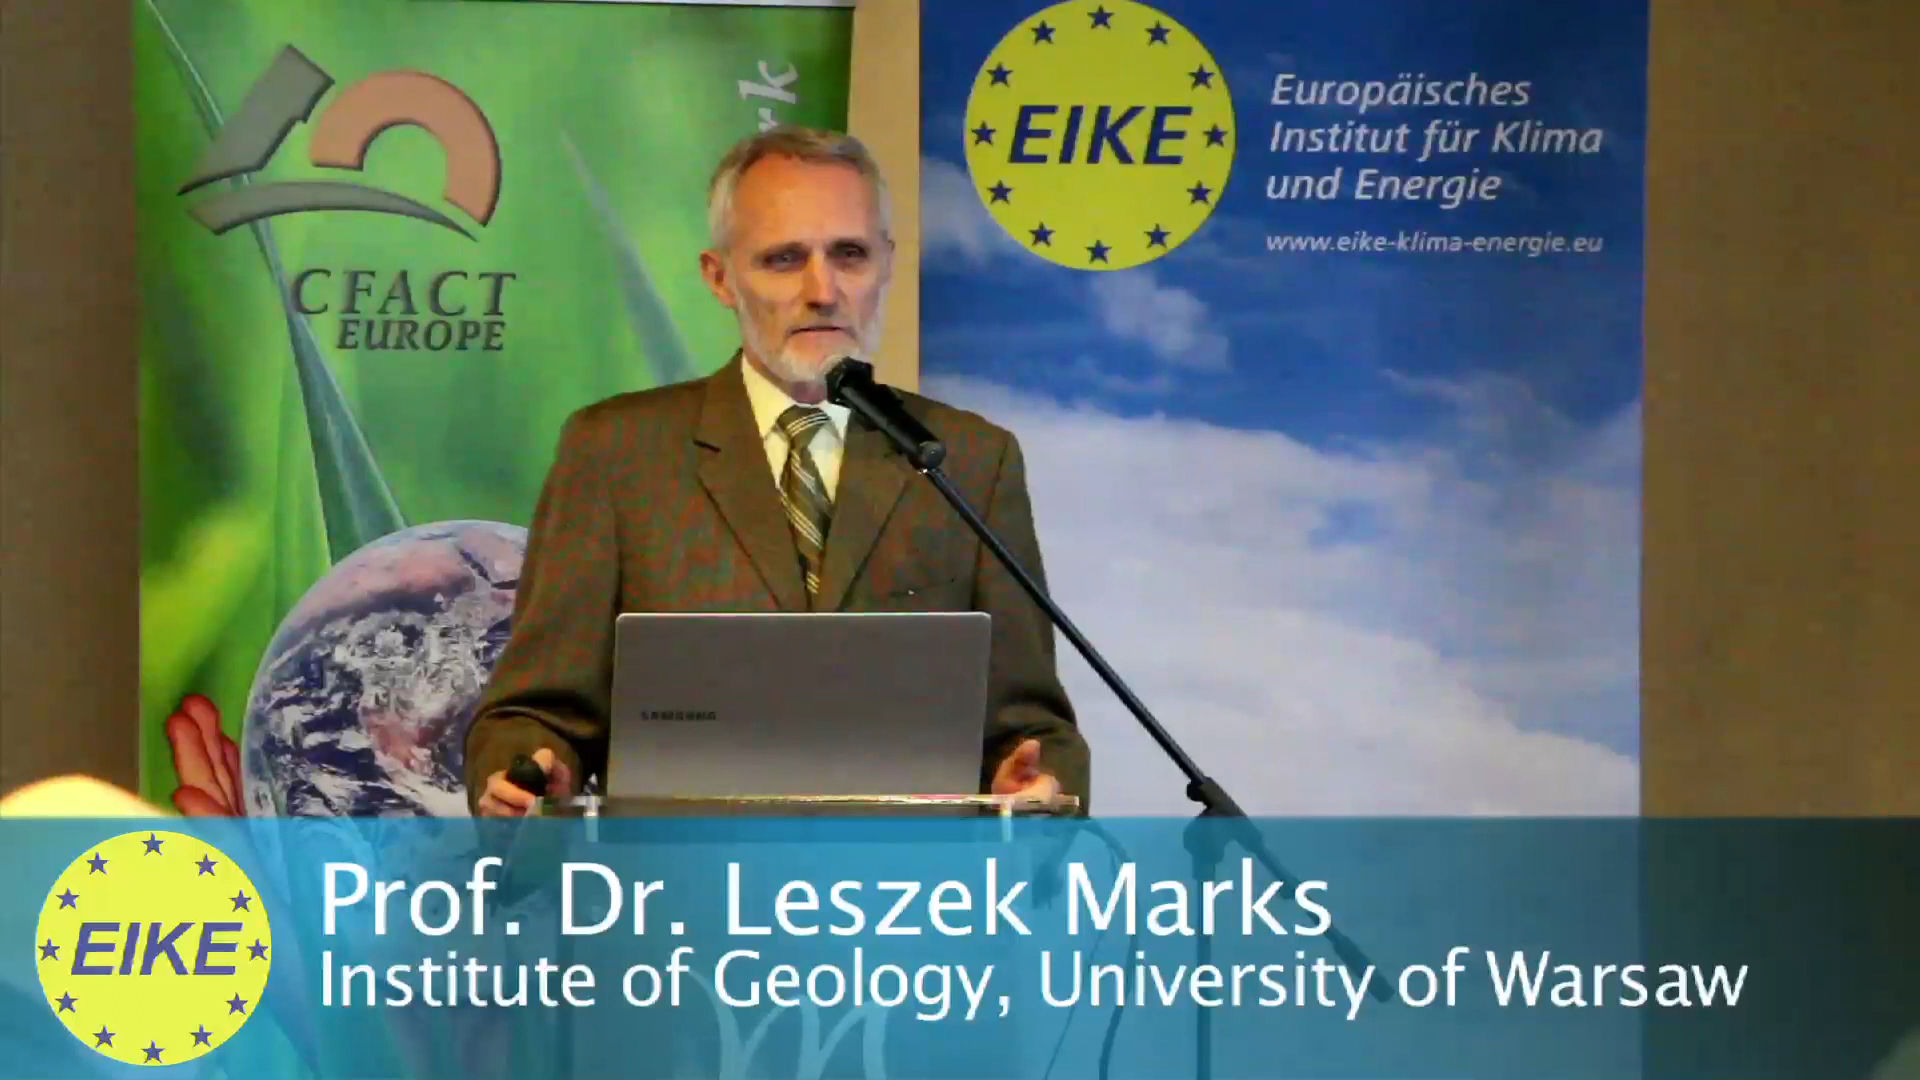 CFACT
EUROPE
rk
EIKE
Europäisches
Institut für Klima
und Energie
www.eike-klima-energie.eu
SAMSUNG
EIKE
Prof. Dr. Leszek Marks
Institute of Geology, University of Warsaw